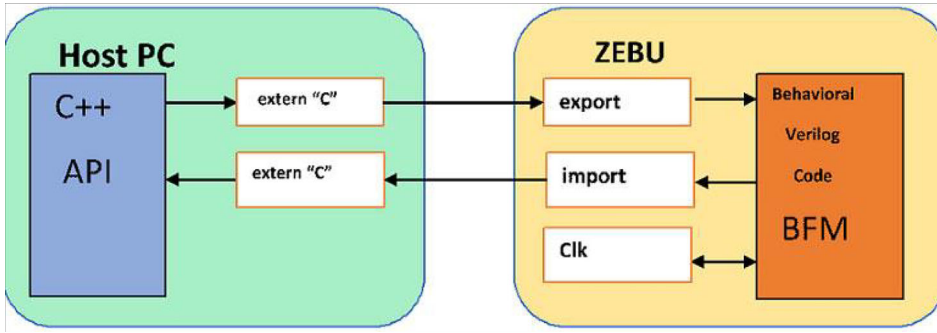 Host PC
C++
API
extern “C”
extern “C”
ZEBU
export
import
Clk
Behavioral
Verilog
Code
BFM